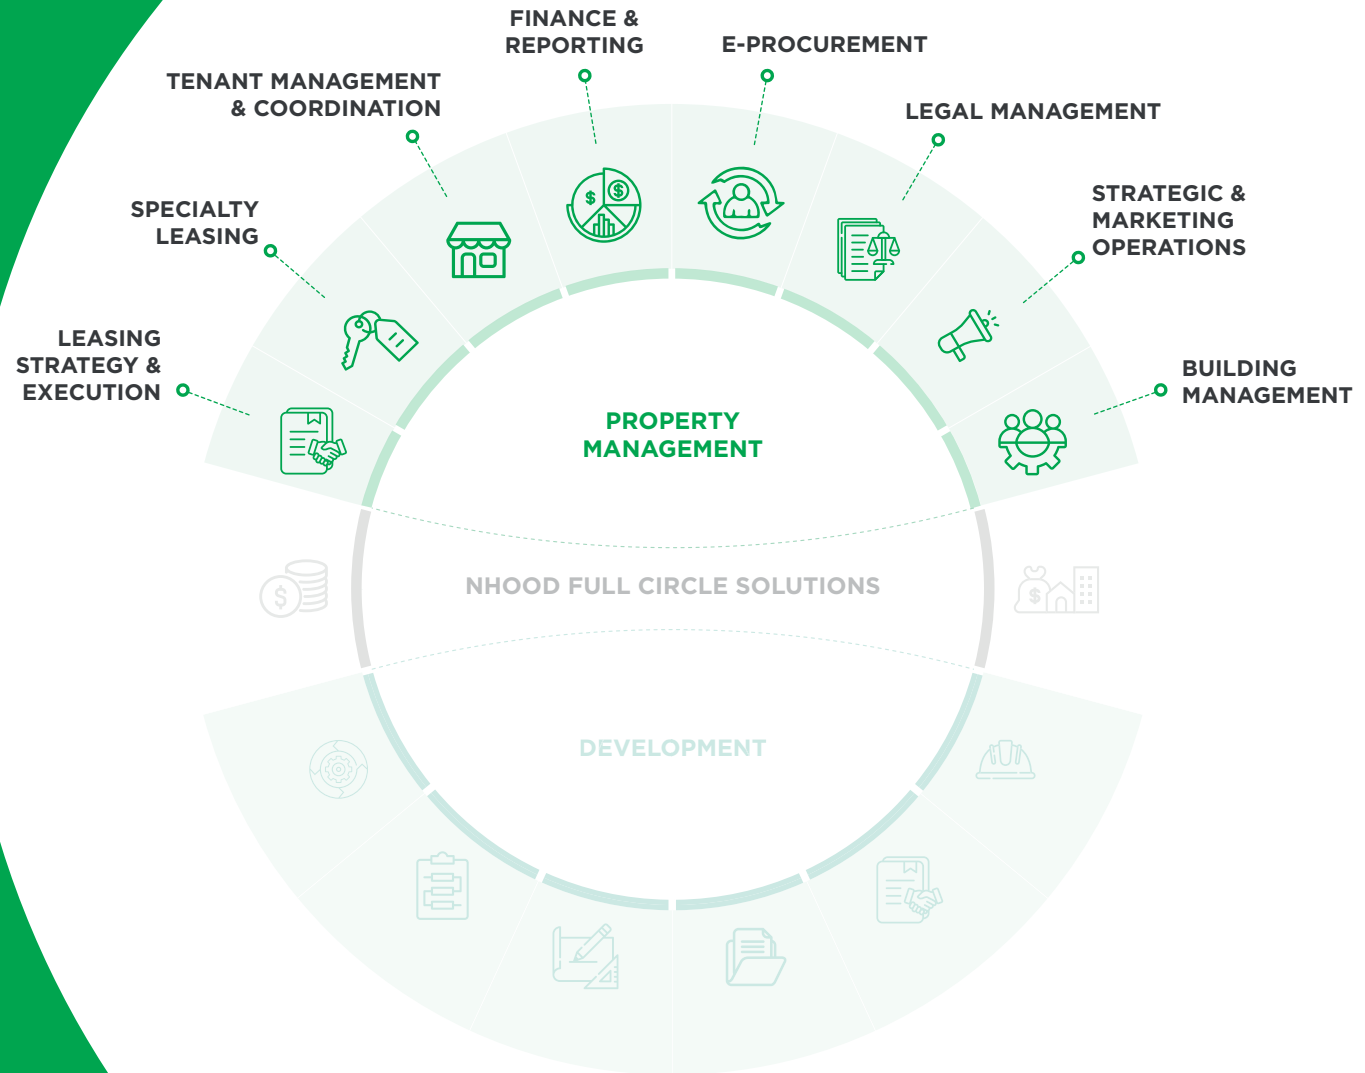 FINANCE &
REPORTING
E-PROCUREMENT
TENANT MANAGEMENT
& COORDINATION
LEGAL MANAGEMENT
SPECIALTY
LEASING
STRATEGIC &
MARKETING
OPERATIONS
LEASING
STRATEGY &
EXECUTION
BUILDING
MANAGEMENT
PROPERTY
MANAGEMENT
NHOOD FULL CIRCLE SOLUTIONS
DEVELOPMENT